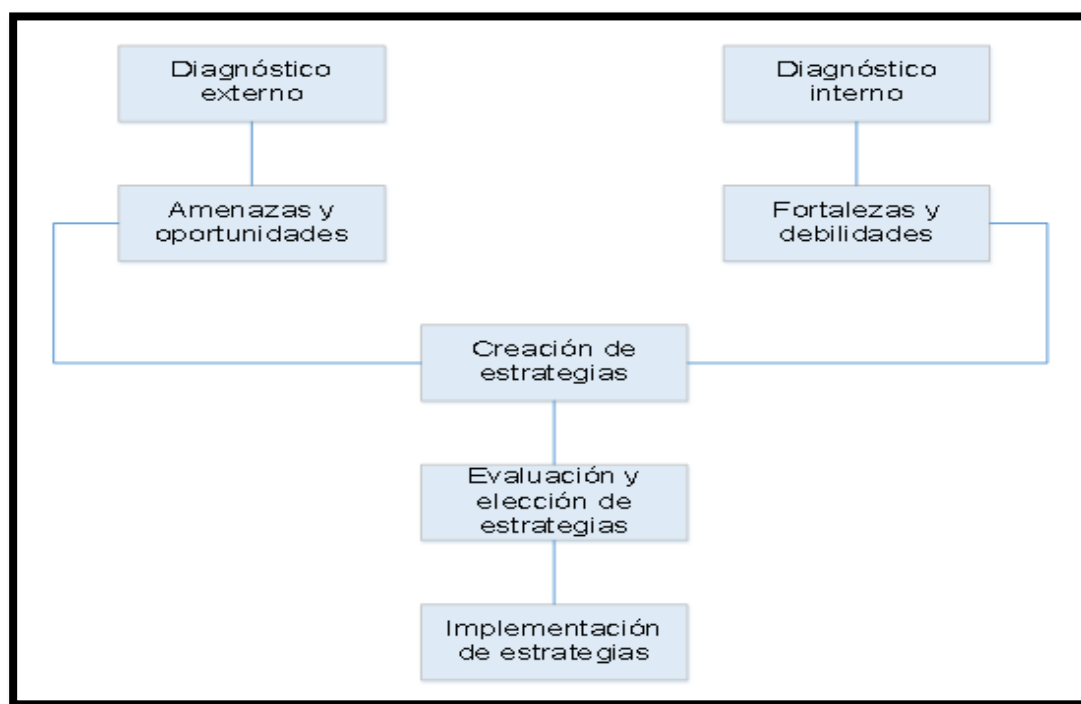 Diagnóstico
externo
Diagnóstico
interno
Amenazas y
oportunidades
Fortalezas y
debilidades
Creación de
estrategias
Evaluación y
elección de
estrategias
Implementación
de estrategias